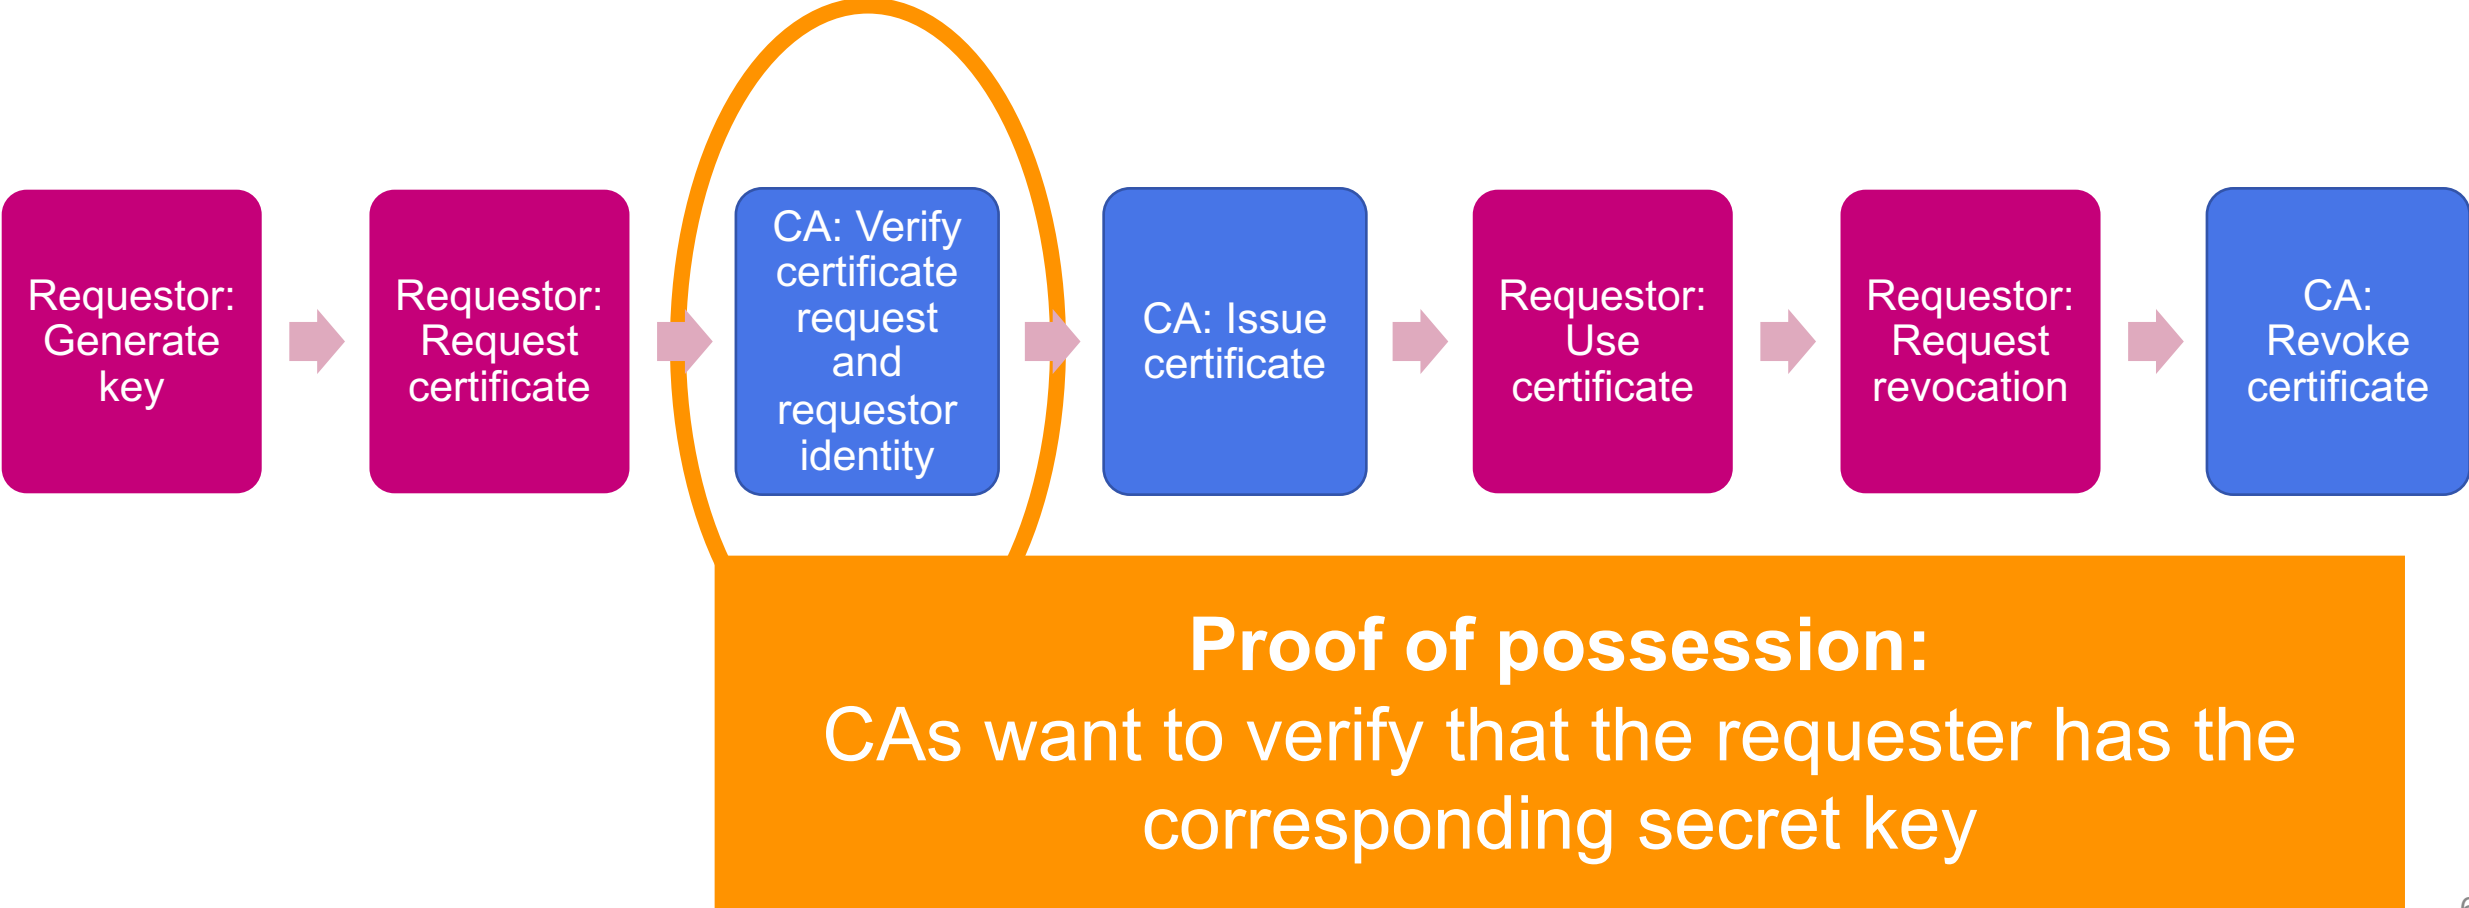 Requestor:
Generate
key
Requestor:
Request
certificate
CA: Verify
certificate
request
and
requestor
identity
CA: Issue
certificate
Requestor:
Use
certificate
Requestor:
Request
revocation
CA:
Revoke
certificate
Proof of possession:
CAs want to verify that the requester has the
corresponding secret key